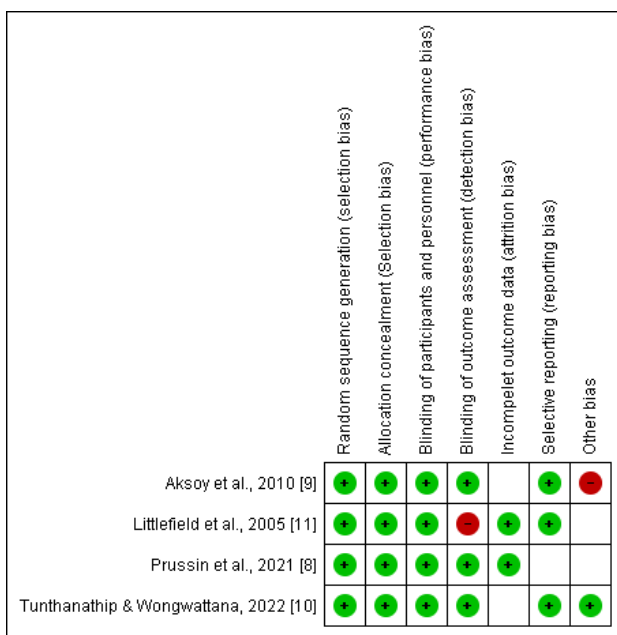 Random sequence generation (selection bias)
Allocation concealment (Selection bias)
Blinding of participants and personnel (performance bias)
Blinding of outcome assessment (detection bias)
Incompelet outcome data (attrition bias)
Selective reporting (reporting bias)
Other bias
Aksoy et al., 2010 [9]
+ + + + + -
Littlefield et al., 2005 [11]
+ + + - + +
Prussin et al., 2021 [8]
+ + + + +
Tunthanathip & Wongwattana, 2022 [10]
+ + + + + +